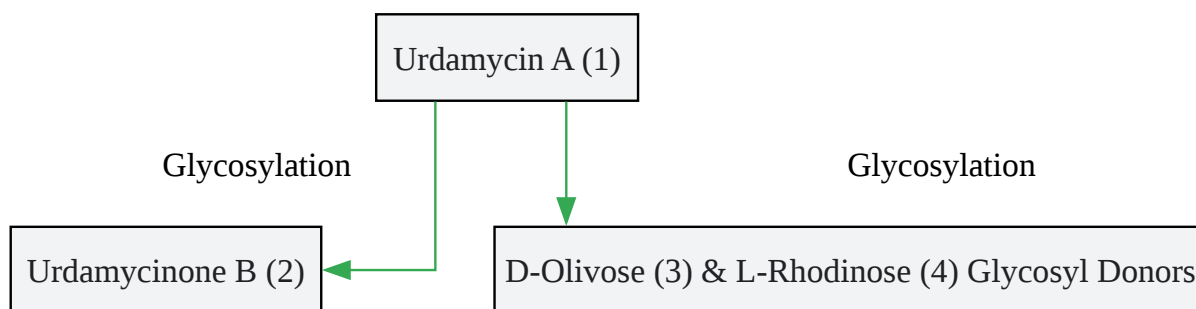 Urdamycin A (1)
Glycosylation
Glycosylation
Urdamycinone B (2)
D-Olivose (3) & L-Rhodinose (4) Glycosyl Donors